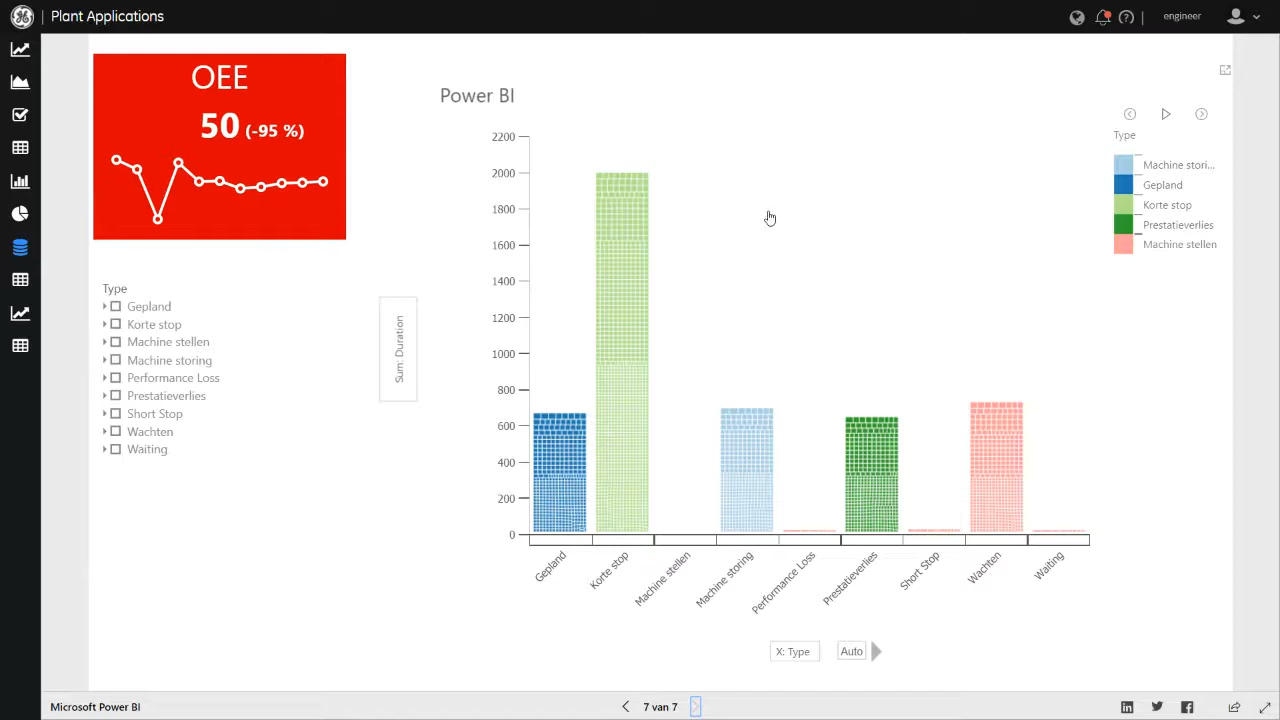 Plant Applications
engineer
OEE
50 (-95 %)
Power BI
Type
Gepland
Korte stop
Machine stellen
Machine storing
Performance Loss
Prestatieverlies
Short Stop
Wachten
Waiting
Sum: Duration
2200
2000
1800
1600
1400
1200
1000
800
600
400
200
0
Gepland
Korte stop
Machine stellen
Machine storing
Performance Loss
Prestatieverlies
Short Stop
Wachten
Waiting
X: Type
Auto
Type
Machine stori...
Gepland
Korte stop
Prestatieverlies
Machine stellen
Microsoft Power BI
7 van 7